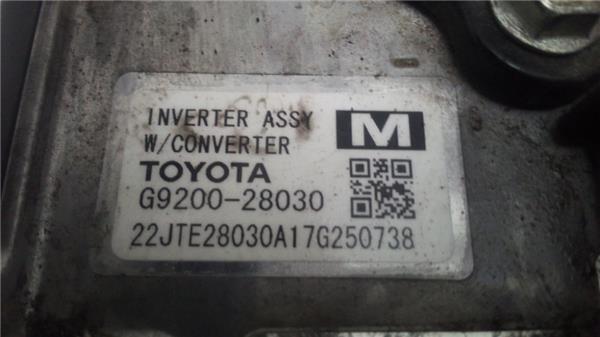 INVERTER ASSY
W/CONVERTER
M
TOYOTA
G9200-28030
22JTE28030A17G250738